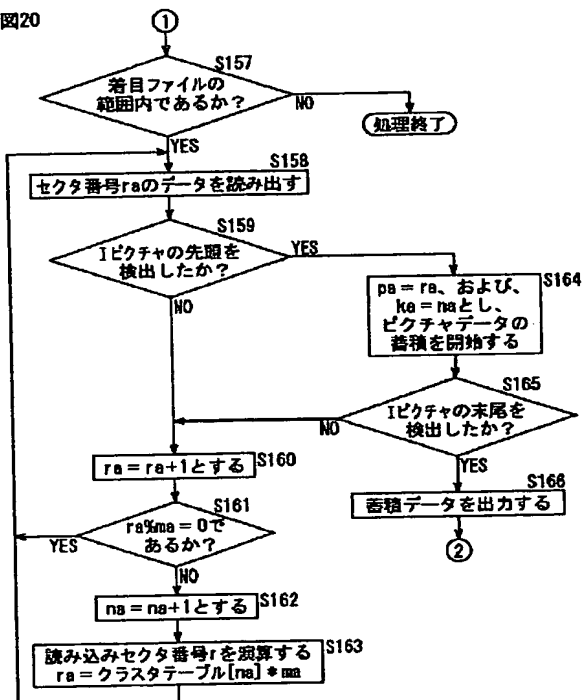 図20
①
S157
着目ファイルの
範囲内であるか?
NO
処理終了
YES
S158
セクタ番号raのデータを読み出す
S159
Iピクチャの先頭を
検出したか?
YES
NO
S164
pa=ra、および、
ka=naとし、
ピクチャデータの
蓄積を開始する
S165
Iピクチャの末尾を
検出したか?
NO
YES
S166
蓄積データを出力する
②
ra=ra+1とする
S160
S161
ra%ma=0で
あるか?
YES
NO
na=na+1とする
S162
S163
読み込みセクタ番号rを演算する
ra=クラスタテーブル[na]*ma